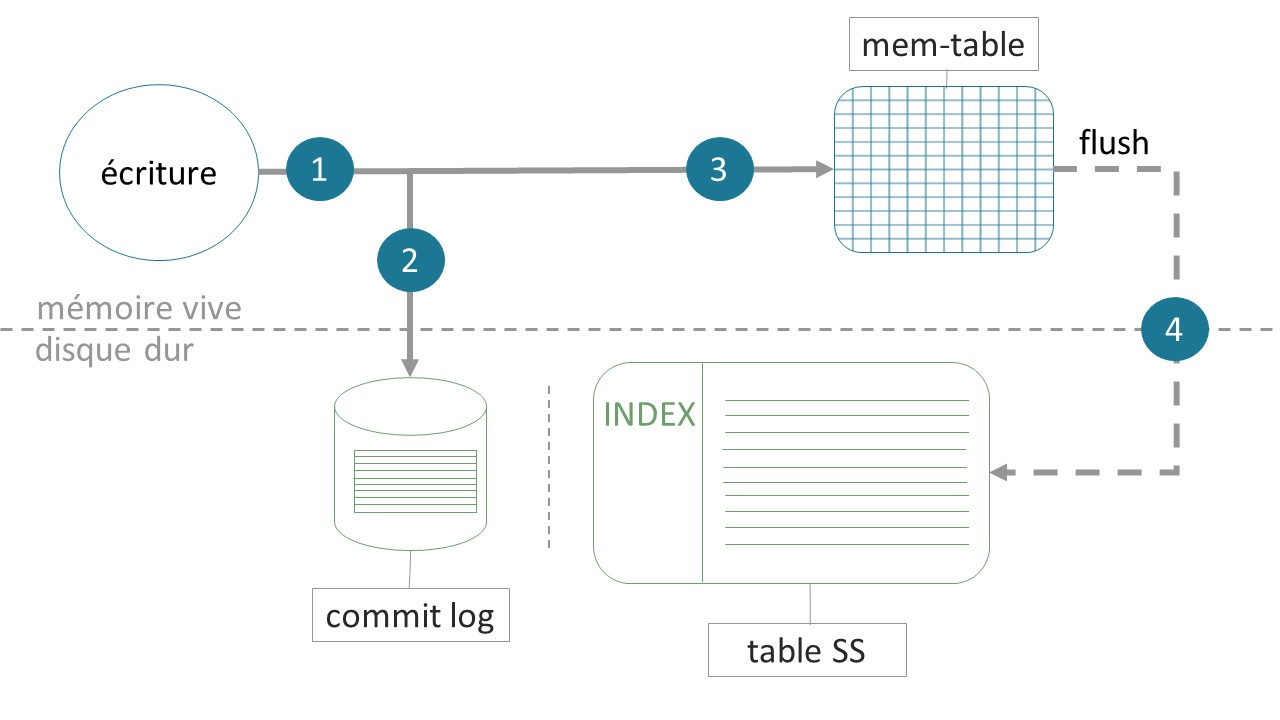 mem-table
flush
écriture
1
3
2
mémoire vive
4
disque dur
INDEX
commit log
table SS